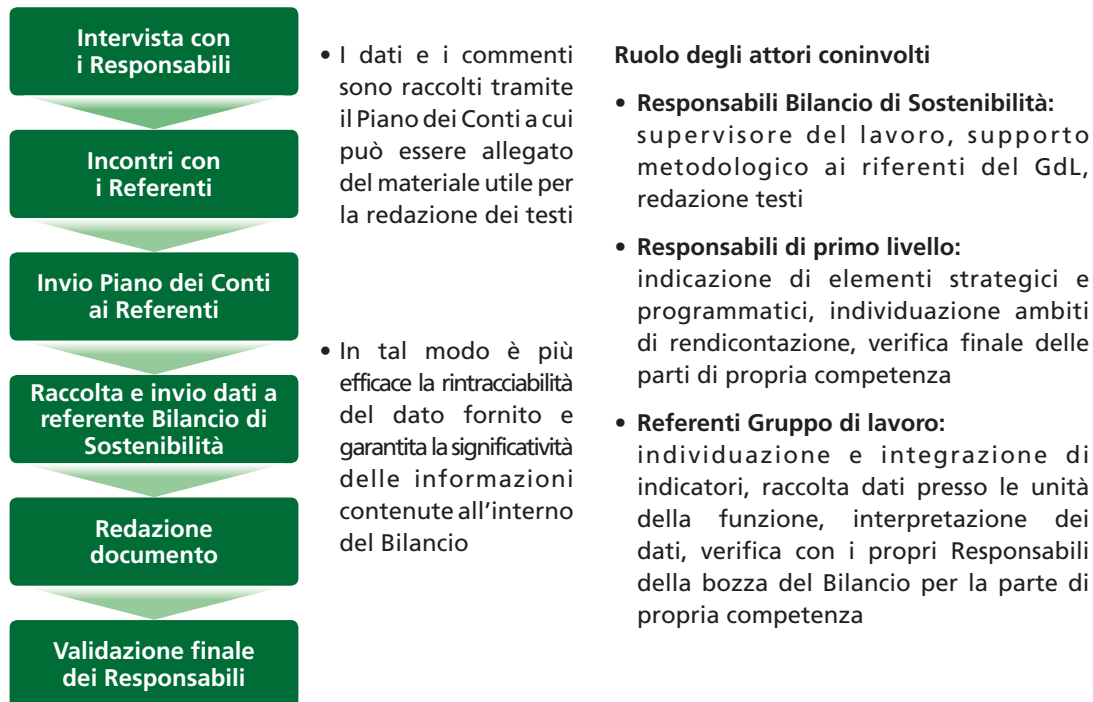 Intervista con
i Responsabili
Incontri con
i Referenti
Invio Piano dei Conti
ai Referenti
Raccolta e invio dati a
referente Bilancio di
Sostenibilità
Redazione
documento
Validazione finale
dei Responsabili
• I dati e i commenti
sono raccolti tramite
il Piano dei Conti a cui
può essere allegato
del materiale utile per
la redazione dei testi
• In tal modo è più
efficace la rintracciabilità
del dato fornito e
garantita la significatività
delle informazioni
contenute all'interno
del Bilancio
Ruolo degli attori coninvolti
• Responsabili Bilancio di Sostenibilità:
supervisore del lavoro, supporto
metodologico ai riferenti del GdL,
redazione testi
• Responsabili di primo livello:
indicazione di elementi strategici e
programmatici, individuazione ambiti
di rendicontazione, verifica finale delle
parti di propria competenza
• Referenti Gruppo di lavoro:
individuazione e integrazione di
indicatori, raccolta dati presso le unità
della funzione, interpretazione dei
dati, verifica con i propri Responsabili
della bozza del Bilancio per la parte di
propria competenza